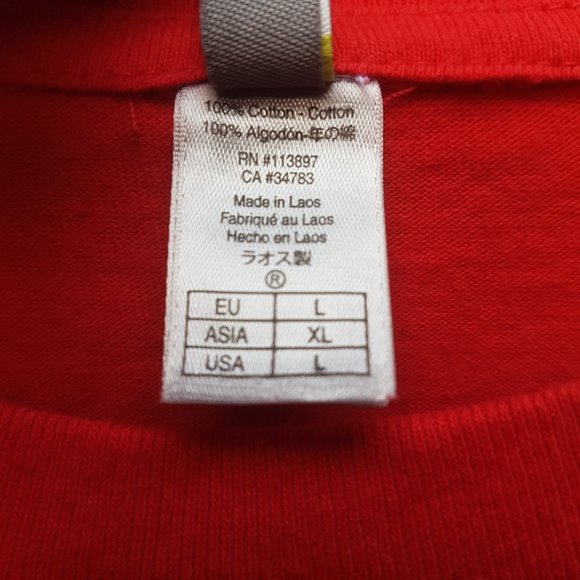 100% Cotton - Cotton
100% Algodón-年の綿
RN #113897
CA #34783
Made in Laos
Fabriqué au Laos
Hecho en Laos
ラオス製
®
EU L
ASIA XL
USA L